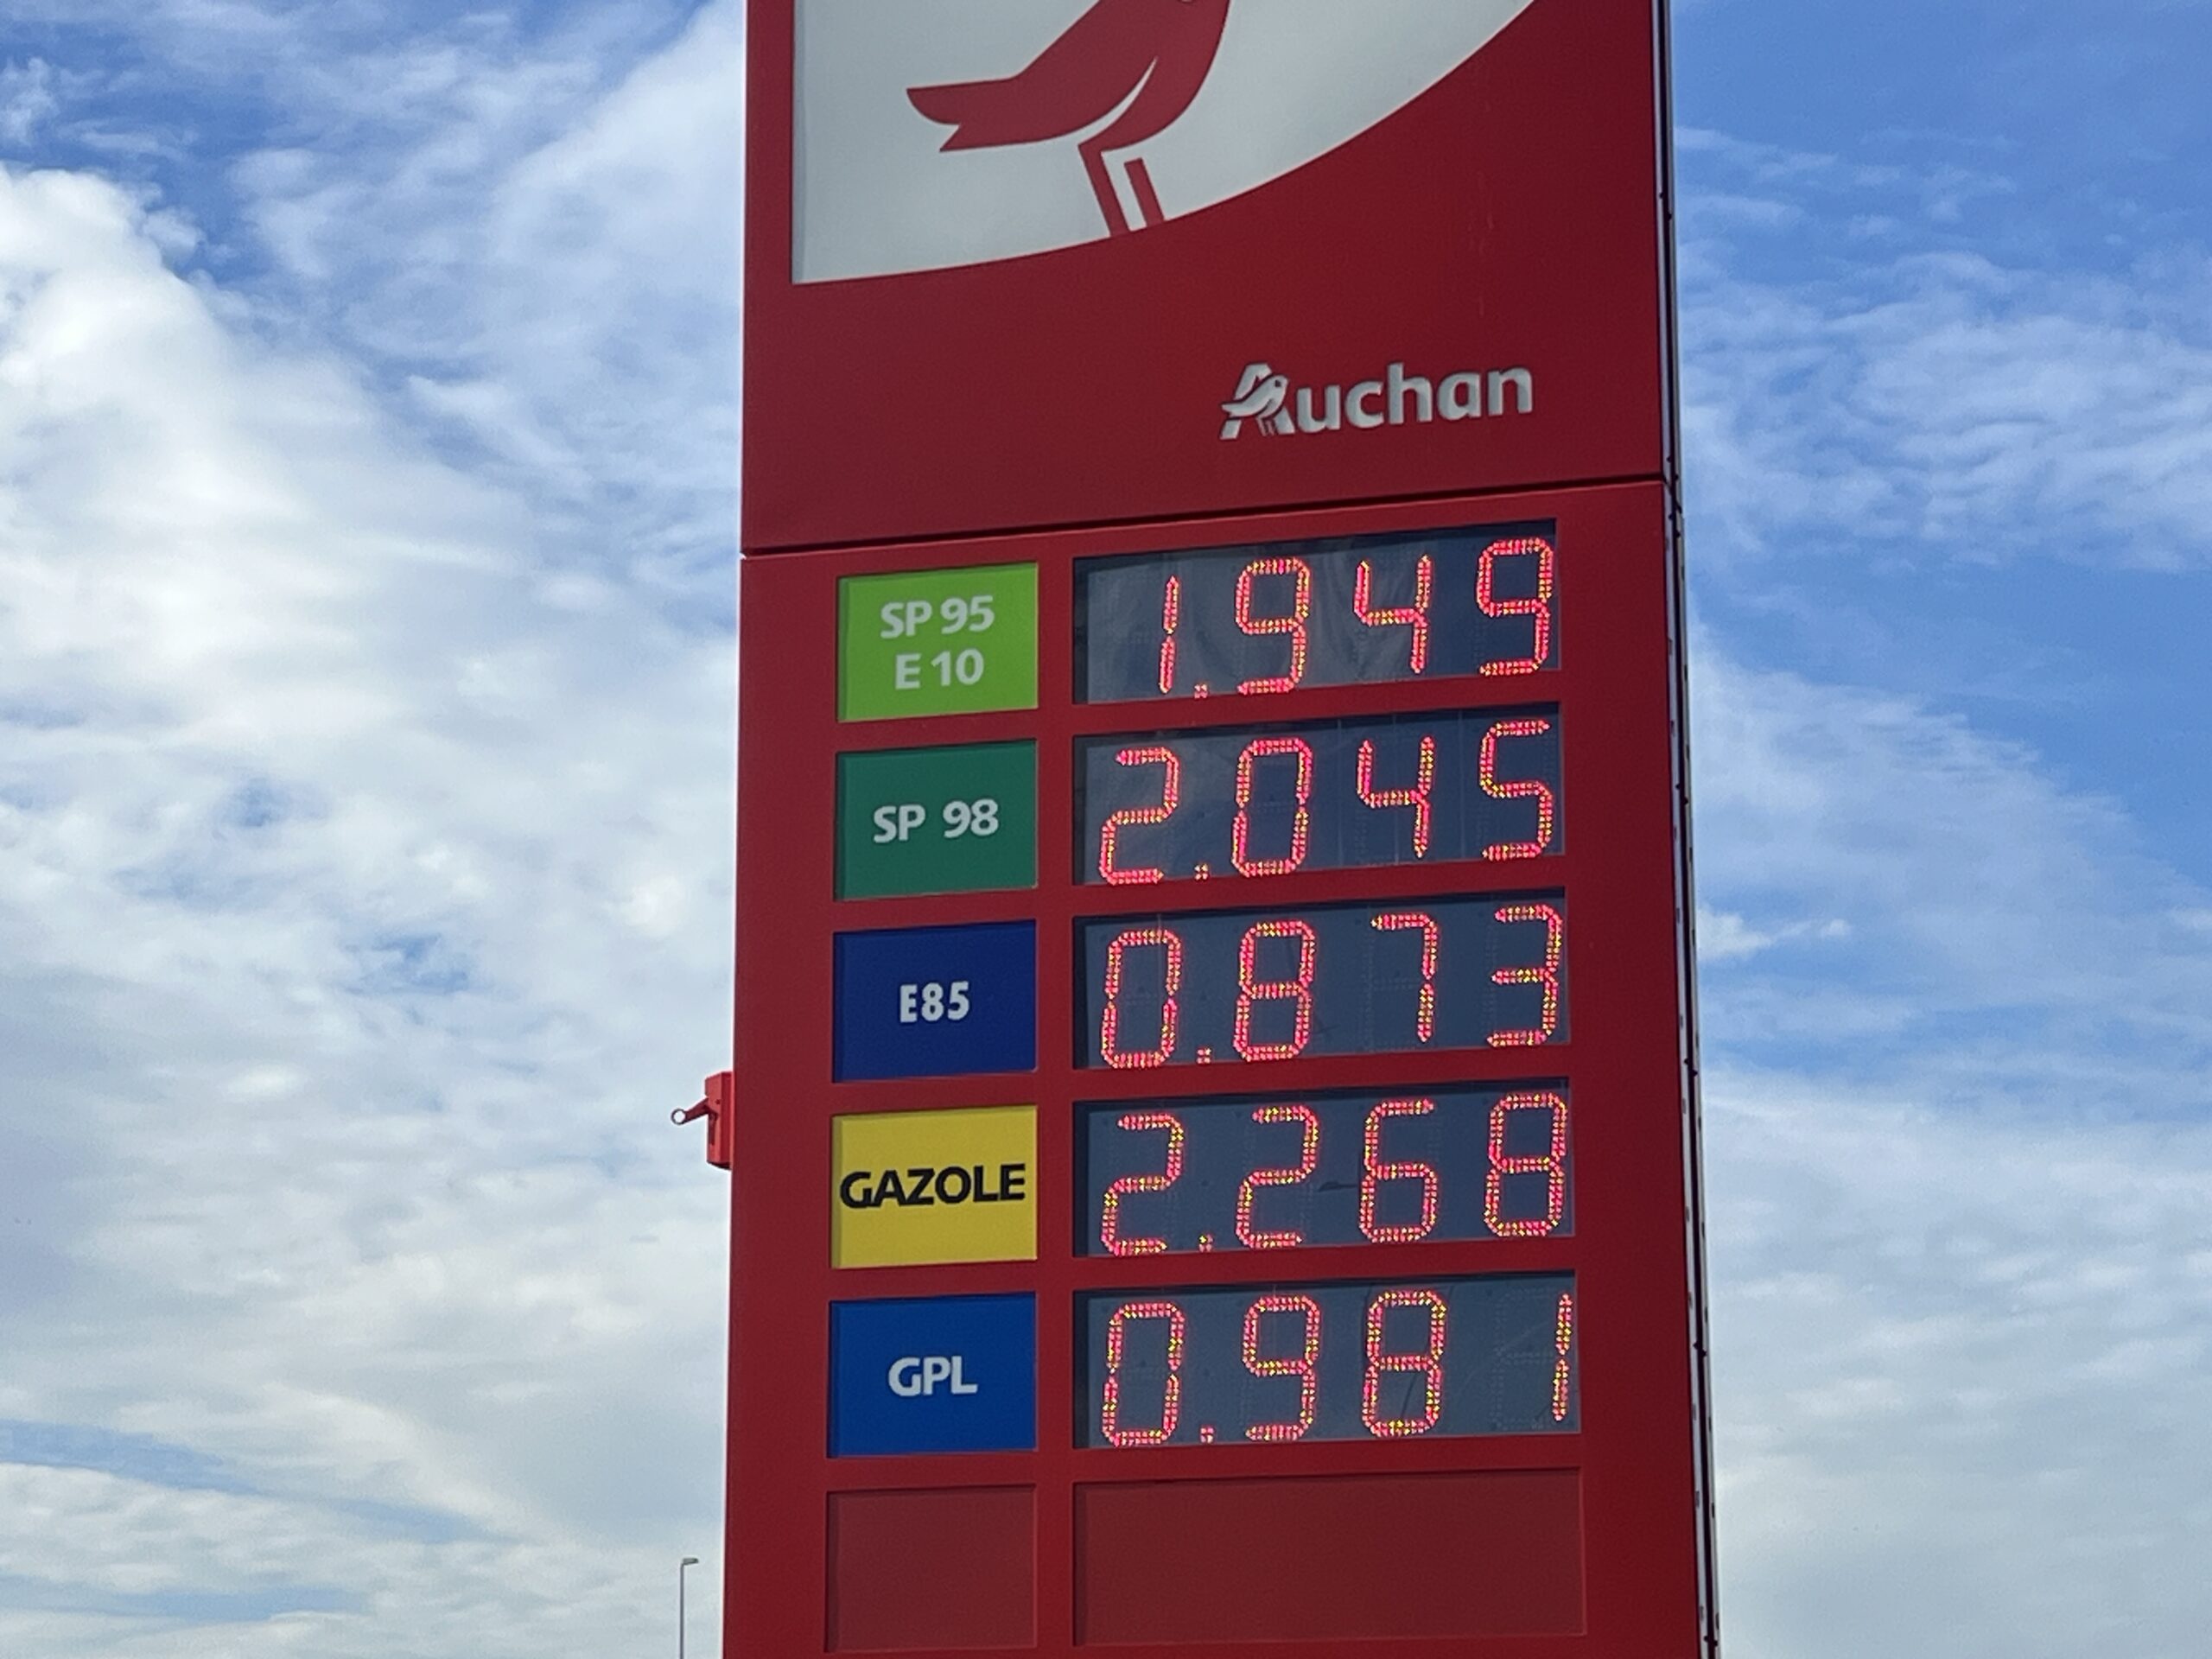 Auchan
SP 95
E 10
1.949
SP 98
2.045
E85
0.873
GAZOLE
2.268
GPL
0.981